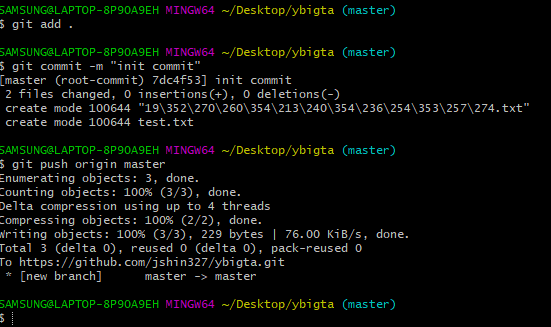 SAMSUNG@LAPTOP-8P90A9EH MINGW64 ~/Desktop/ybigta (master)
$ git add .

SAMSUNG@LAPTOP-8P90A9EH MINGW64 ~/Desktop/ybigta (master)
$ git commit -m "init commit"
[master (root-commit) 7dc4f53] init commit
 2 files changed, 0 insertions(+), 0 deletions(-)
 create mode 100644 "19\352\270\260\354\213\240\354\236\254\353\257\274.txt"
 create mode 100644 test.txt

SAMSUNG@LAPTOP-8P90A9EH MINGW64 ~/Desktop/ybigta (master)
$ git push origin master
Enumerating objects: 3, done.
Counting objects: 100% (3/3), done.
Delta compression using up to 4 threads
Compressing objects: 100% (2/2), done.
Writing objects: 100% (3/3), 229 bytes | 76.00 KiB/s, done.
Total 3 (delta 0), reused 0 (delta 0), pack-reused 0
To https://github.com/jshin327/ybigta.git
 * [new branch]      master -> master

SAMSUNG@LAPTOP-8P90A9EH MINGW64 ~/Desktop/ybigta (master)
$